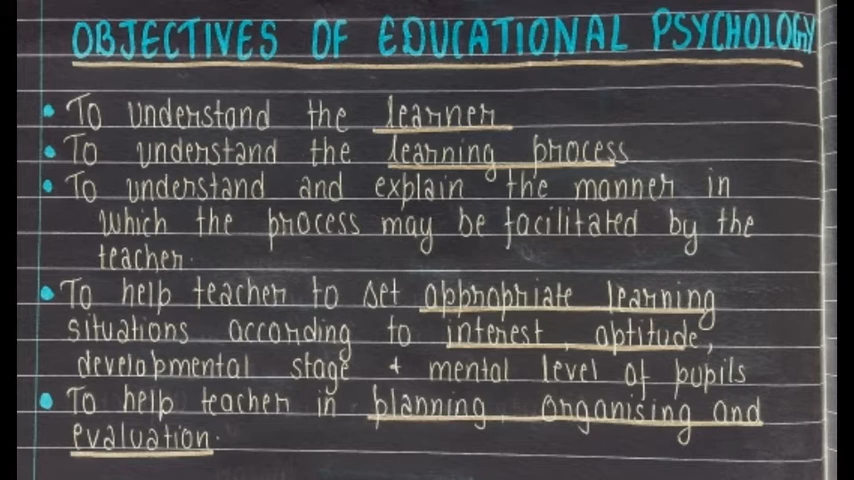 OBJECTIVES OF EDUCATIONAL PSYCHOLOGY
• To understand the learner
• To understand the learning process
• To understand and explain the manner in
which the process may be facilitated by the
teacher.
• To help teacher to set appropriate learning
situations according to interest, aptitude,
developmental stage & mental level of pupils
• To help teacher in planning, organising and
evaluation.